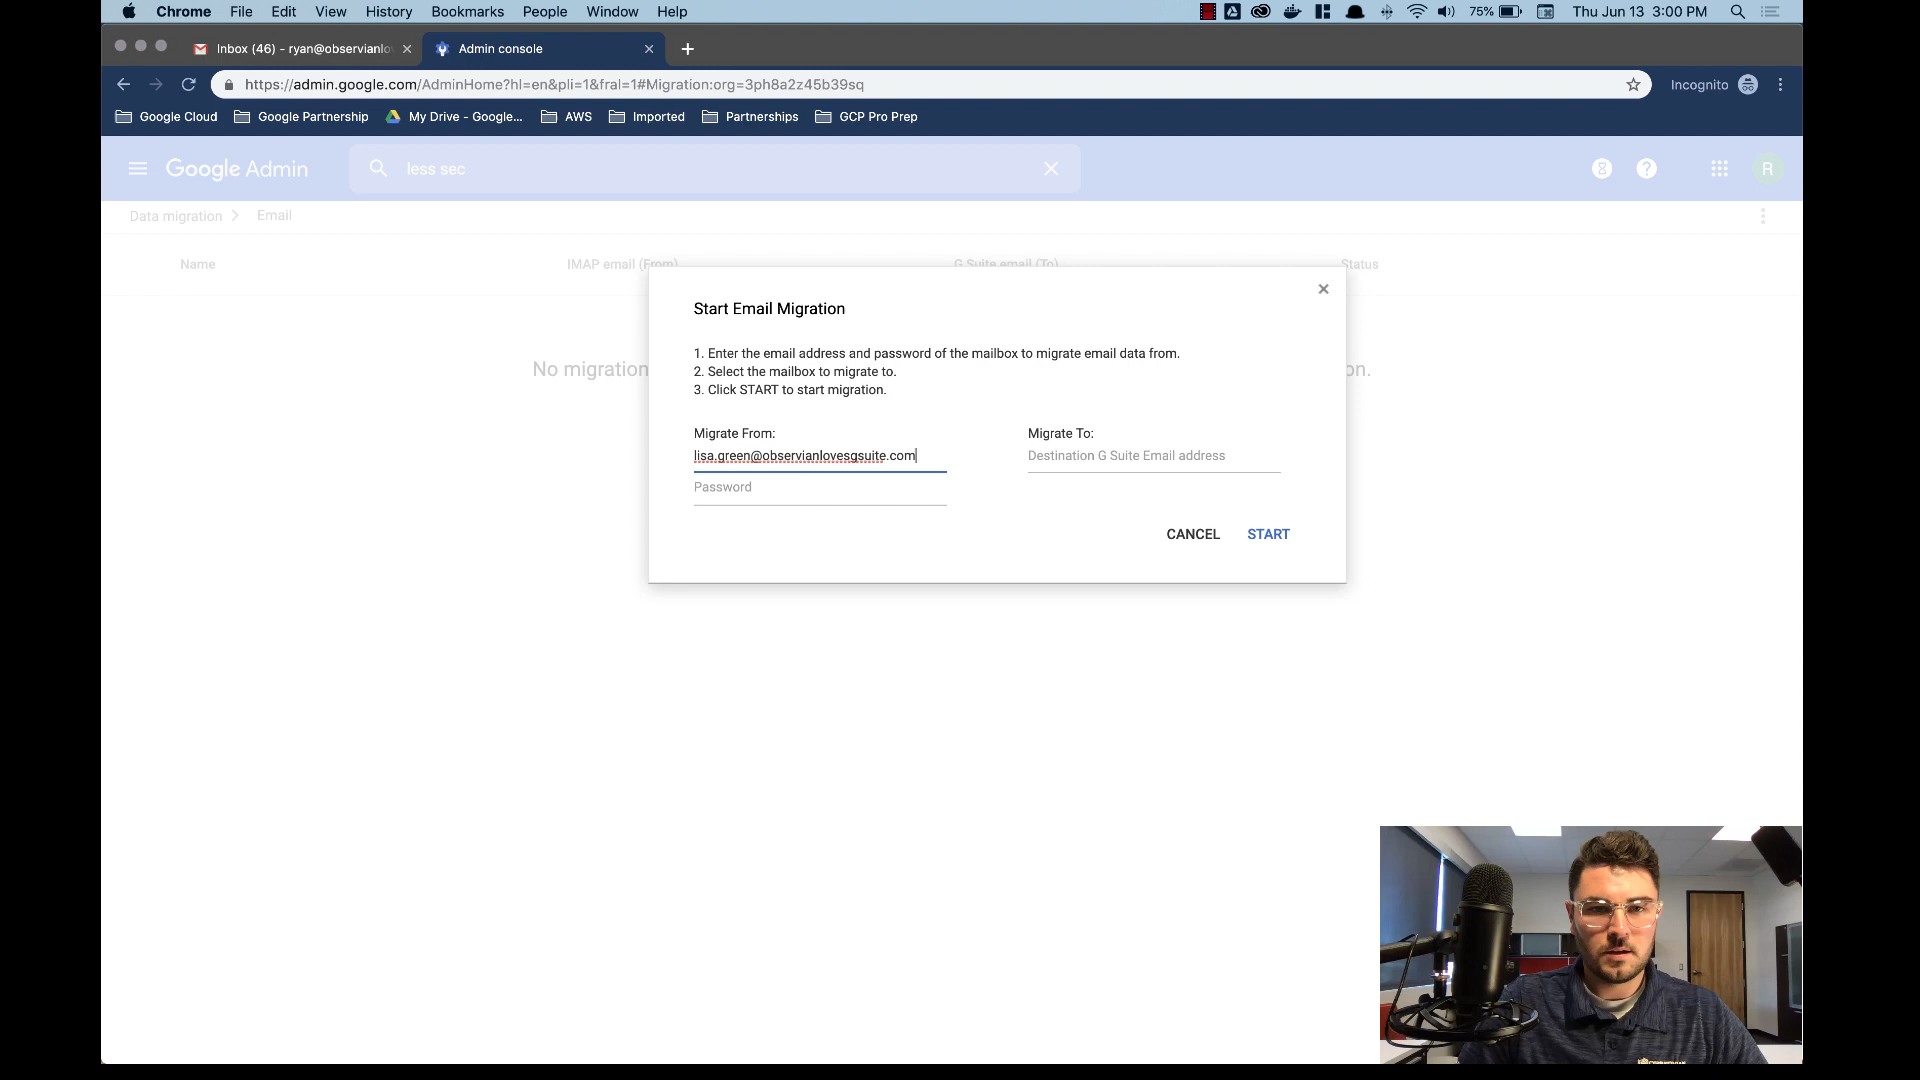 Chrome File Edit View History Bookmarks People Window Help 75% Thu Jun 13 3:00 PM
Inbox (46) - ryan@observianlo Admin console
https://admin.google.com/AdminHome?hl=en&pli=1&fral=1#Migration:org=3ph8a2z45b39sq Incognito
Google Cloud Google Partnership My Drive - Google... AWS Imported Partnerships GCP Pro Prep
Google Admin less sec R
Data migration Email
Name IMAP email (From) G Suite email (To) Status
Start Email Migration
1. Enter the email address and password of the mailbox to migrate email data from.
No migration on.
2. Select the mailbox to migrate to.
3. Click START to start migration.
Migrate From: Migrate To:
lisa.green@observianlovesgsuite.com Destination G Suite Email address
Password
CANCEL START